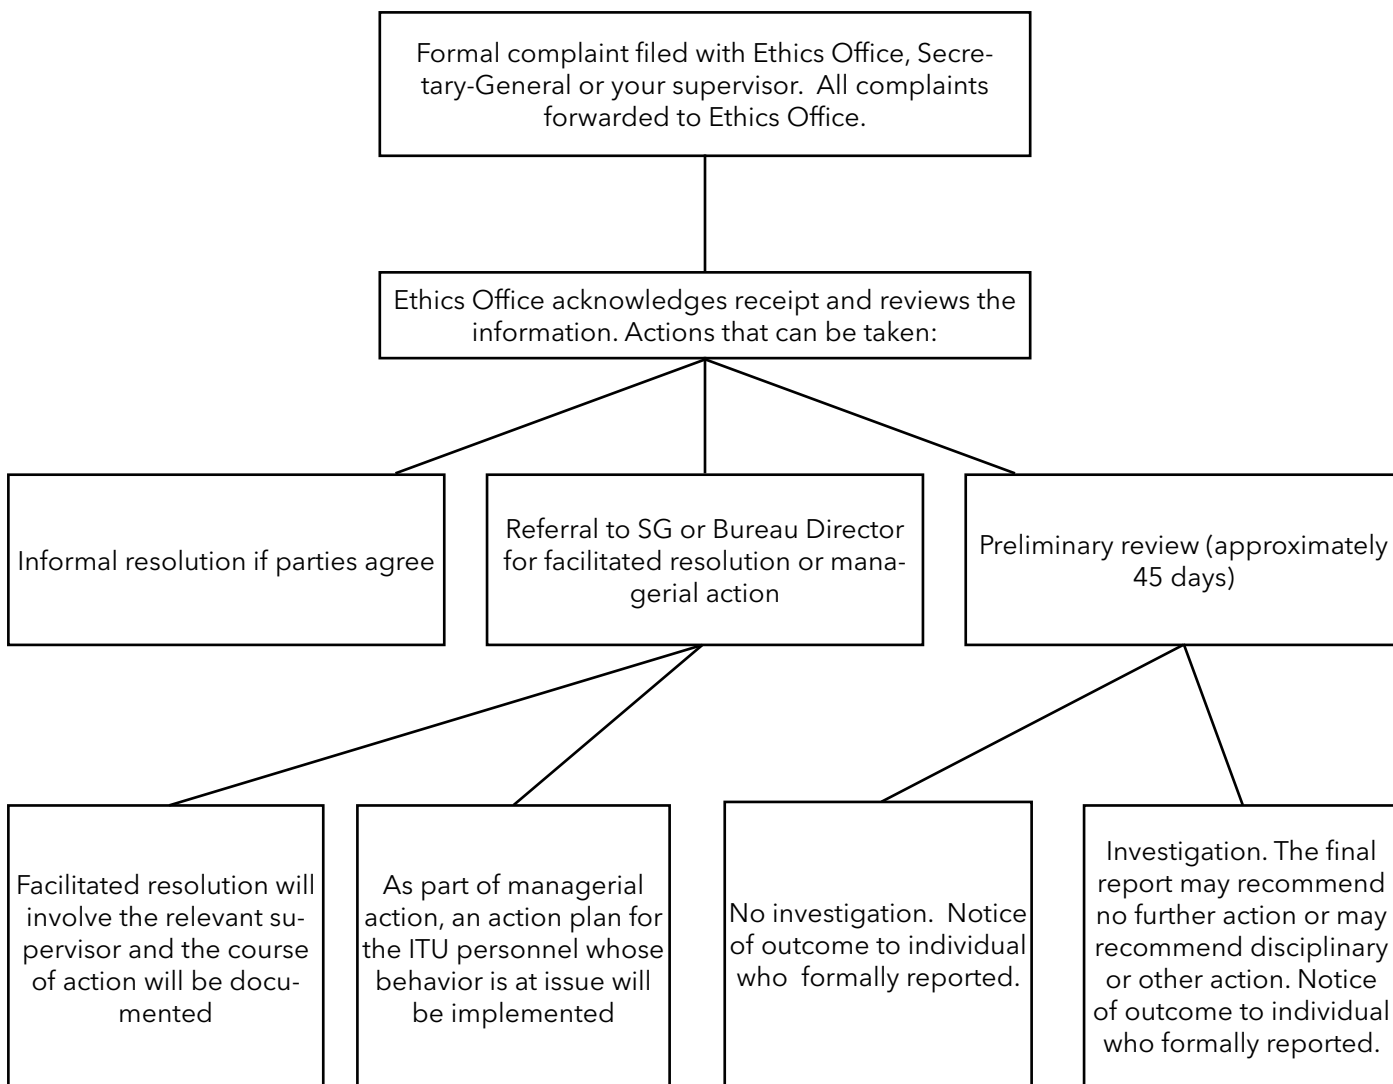 Formal complaint filed with Ethics Office, Secre-
tary-General or your supervisor.  All complaints
forwarded to Ethics Office.
Ethics Office acknowledges receipt and reviews the
information. Actions that can be taken:
Informal resolution if parties agree
Referral to SG or Bureau Director
for facilitated resolution or mana-
gerial action
Preliminary review (approximately
45 days)
Facilitated resolution will
involve the relevant su-
pervisor and the course
of action will be docu-
mented
As part of managerial
action, an action plan for
the ITU personnel whose
behavior is at issue will
be implemented
No investigation.  Notice
of outcome to individual
who  formally reported.
Investigation. The final
report may recommend
no further action or may
recommend disciplinary
or other action. Notice
of outcome to individual
who formally reported.